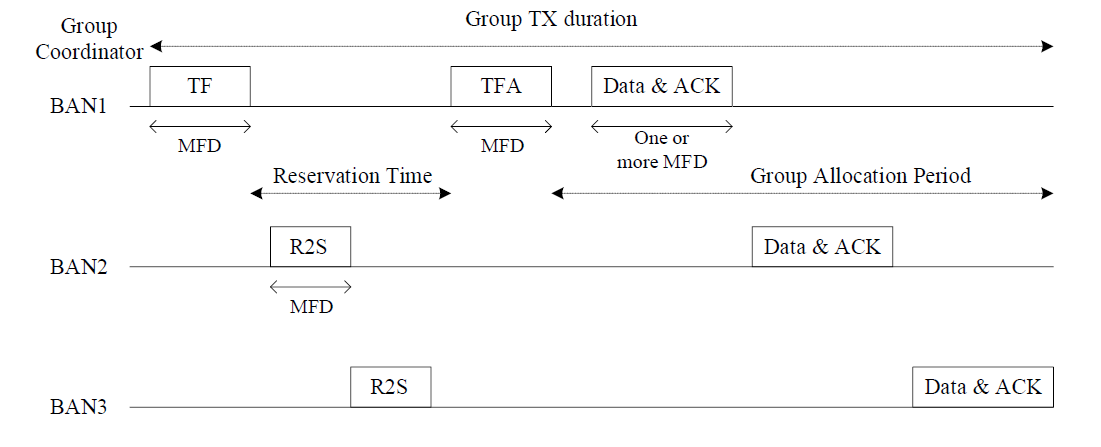 Group TX duration
Group
Coordinator
TF
TFA
Data & ACK
BAN1
MFD
MFD
One or
more MFD
Reservation Time
Group Allocation Period
R2S
Data & ACK
BAN2
MFD
R2S
Data & ACK
BAN3